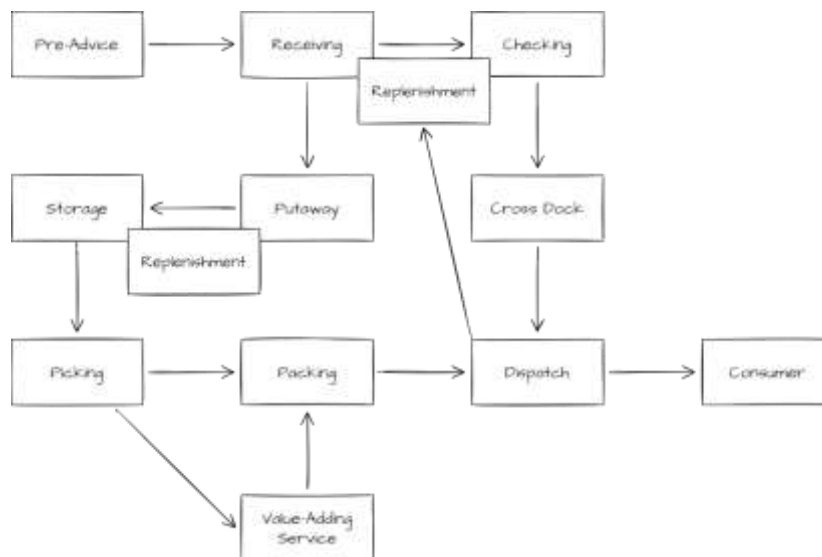 Pre-Advice
Receiving
Checking
Replenishment
Storage
Putaway
Cross Dock
Replenishment
Picking
Packing
Dispatch
Consumer
Value-Adding
Service